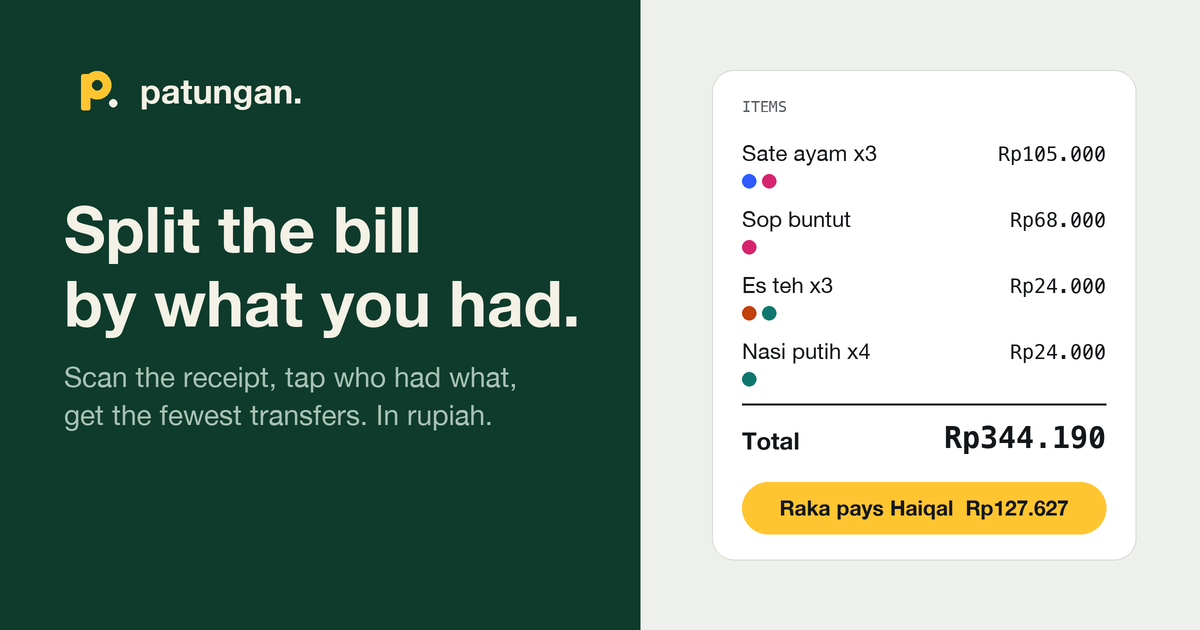 patungan.
Split the bill
by what you had.
Scan the receipt, tap who had what,
get the fewest transfers. In rupiah.
ITEMS
Sate ayam x3 Rp105.000
Sop buntut Rp68.000
Es teh x3 Rp24.000
Nasi putih x4 Rp24.000
Total Rp344.190
Raka pays Haiqal Rp127.627